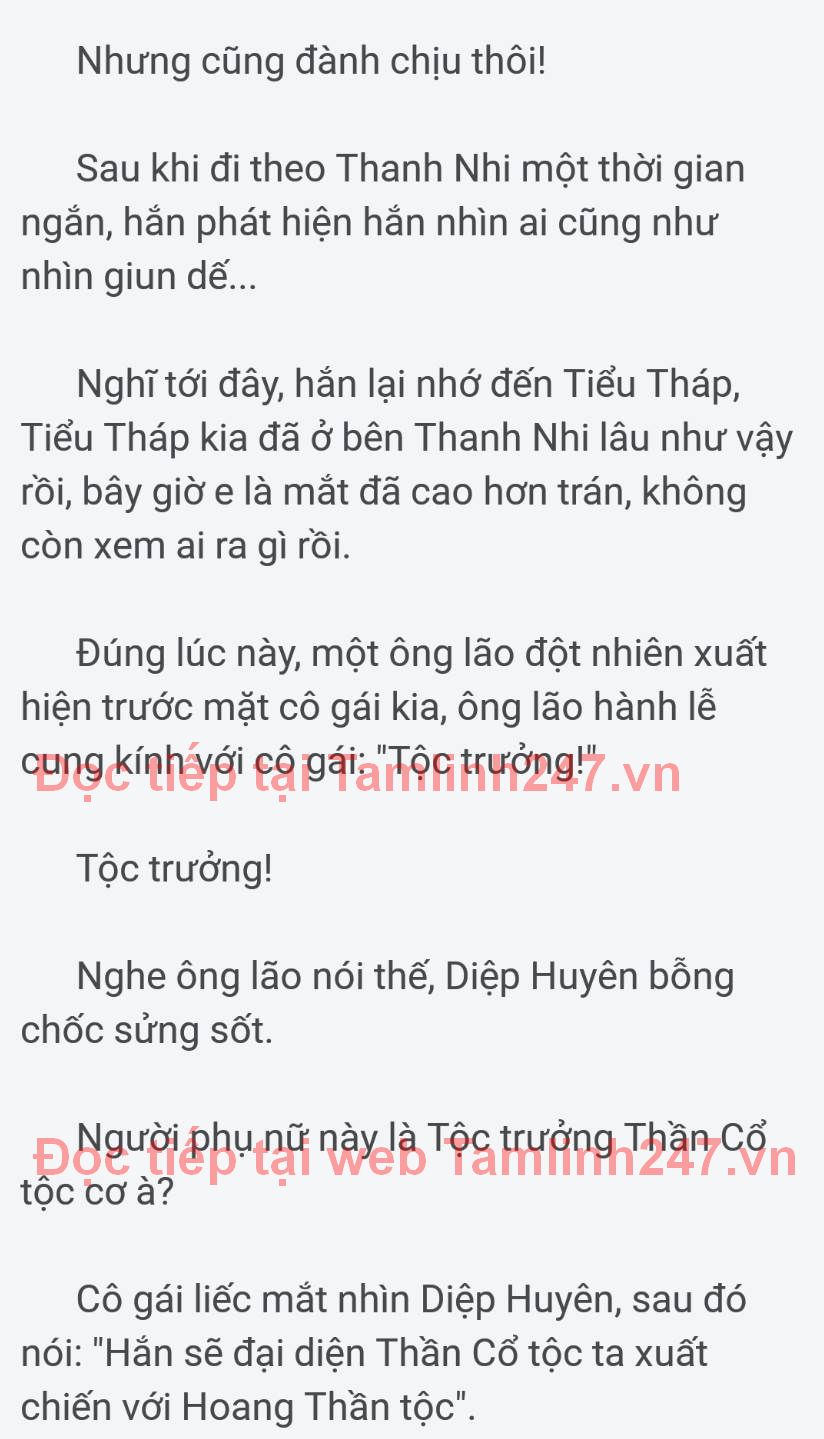 Nhưng cũng đành chịu thôi!
Sau khi đi theo Thanh Nhi một thời gian
ngắn, hắn phát hiện hắn nhìn ai cũng như
nhìn giun dế...
Nghĩ tới đây, hắn lại nhớ đến Tiểu Tháp,
Tiểu Tháp kia đã ở bên Thanh Nhi lâu như vậy
rồi, bây giờ e là mắt đã cao hơn trán, không
còn xem ai ra gì rồi.
Đúng lúc này, một ông lão đột nhiên xuất
hiện trước mặt cô gái kia, ông lão hành lễ
cung kính với cô gái: "Tộc trưởng!"
Đọc tiếp tại Tamlinh247.vn
Tộc trưởng!
Nghe ông lão nói thế, Diệp Huyên bỗng
chốc sửng sốt.
Người phụ nữ này là Tộc trưởng Thần Cổ
Đọc tiếp tại web Tamlinh247.vn
tộc cơ à?
Cô gái liếc mắt nhìn Diệp Huyên, sau đó
nói: "Hắn sẽ đại diện Thần Cổ tộc ta xuất
chiến với Hoang Thần tộc".